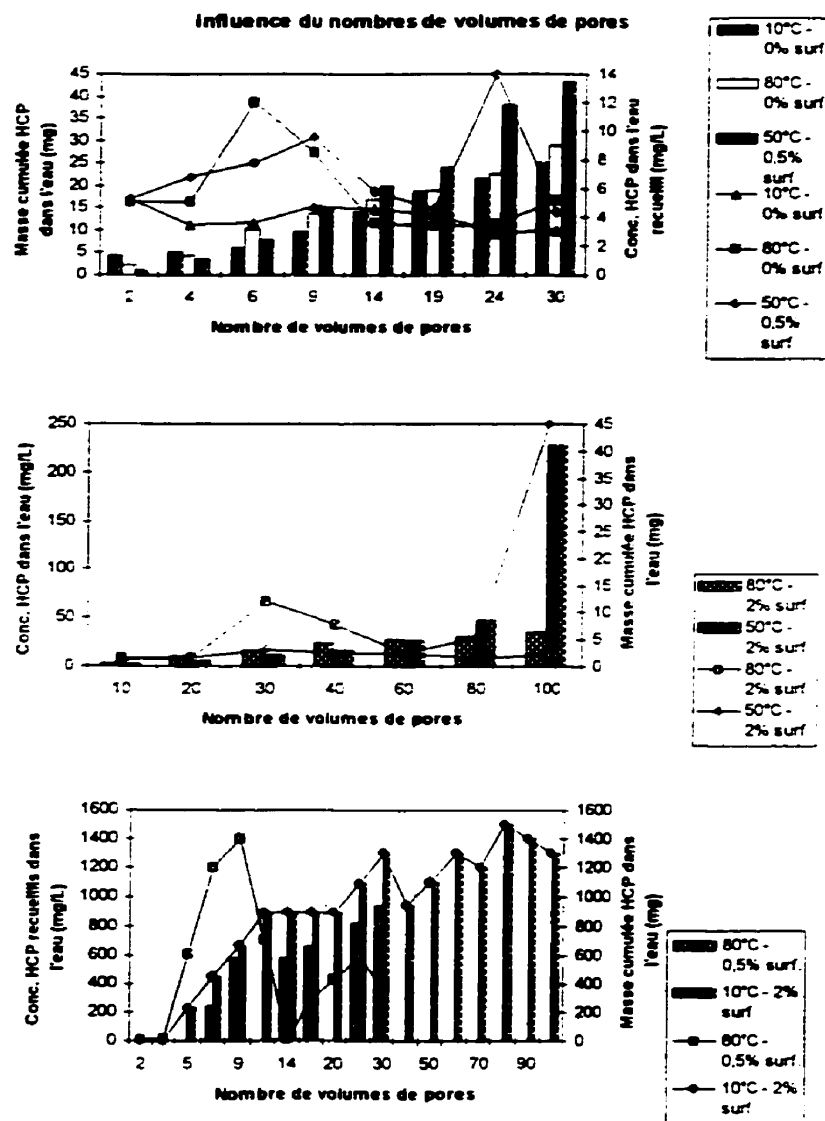 Influence du nombres de volumes de pores
Masse cumulée HCP
dans l'eau (mg)
45
40
35
30
25
20
15
10
5
0
14
12
10
8
6
4
2
0
Conc. HCP dans l'eau
recueilli (mg/L)
2 4 6 9 14 19 24 30
Nombre de volumes de pores
10°C -
0% surf
80°C -
0% surf
50°C -
0,5%
surf
10°C -
0% surf
80°C -
0% surf
50°C -
0,5%
surf
Conc. HCP dans l'eau (mg/L)
250
200
150
100
50
0
45
40
35
30
25
20
15
10
5
0
Masse cumulée HCP dans
l'eau (mg)
10 20 30 40 60 80 100
Nombre de volumes de pores
80°C -
2% surf
50°C -
2% surf
80°C -
2% surf
50°C -
2% surf
Conc. HCP recueillis dans
l'eau (mg/L)
1600
1400
1200
1000
800
600
400
200
0
1600
1400
1200
1000
800
600
400
200
0
Masse cumulée HCP dans
l'eau (mg)
2 5 9 14 20 30 50 70 90
Nombre de volumes de pores
80°C -
0,5% surf.
10°C - 2%
surf
80°C -
0,5% surf
10°C - 2%
surf